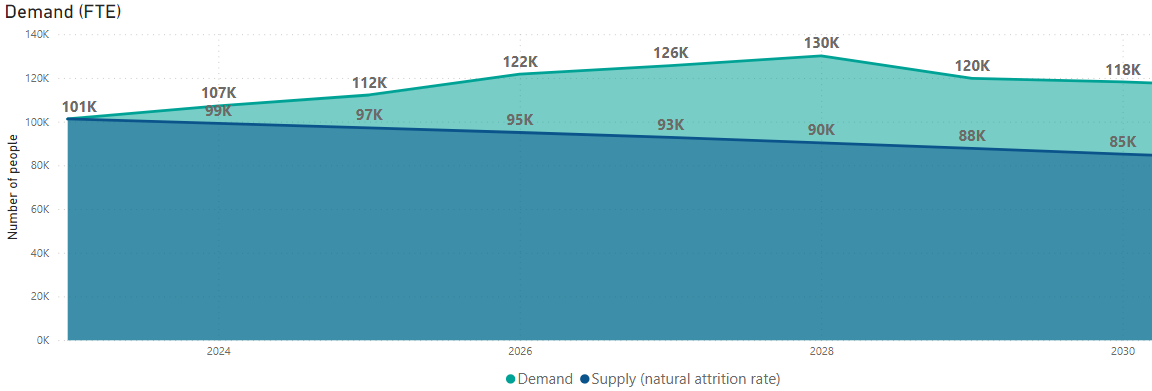 Demand (FTE)
140K
120K
100K
80K
60K
40K
20K
0K
Number of people
101K
107K
112K
122K
126K
130K
120K
118K
99K
97K
95K
93K
90K
88K
85K
2024
2026
2028
2030
Demand
Supply (natural attrition rate)